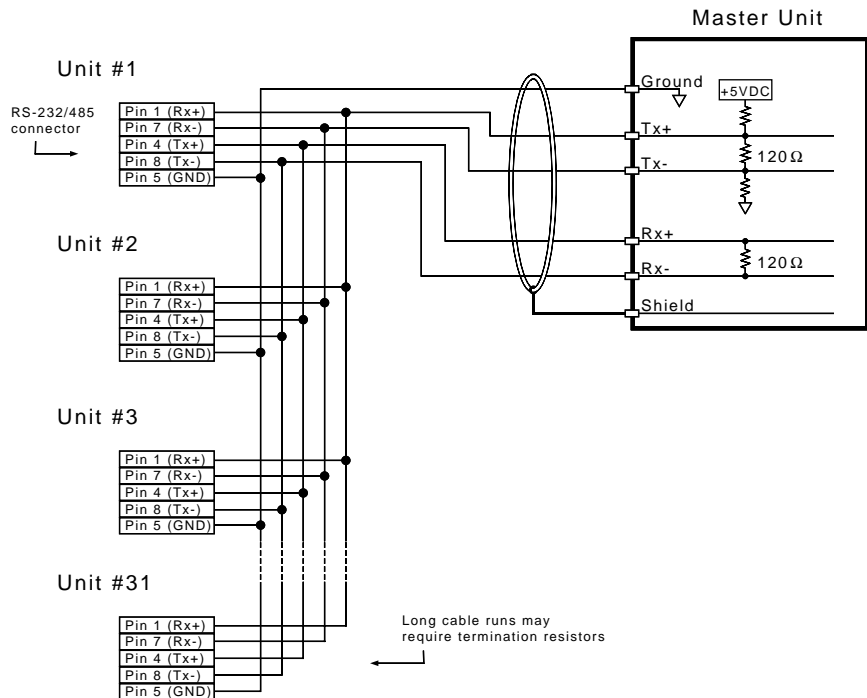 Master Unit
Unit #1
RS-232/485
connector
Pin 1 (Rx+)
Pin 7 (Rx-)
Pin 4 (Tx+)
Pin 8 (Tx-)
Pin 5 (GND)
Ground
+5VDC
Tx+
120Ω
Tx-
Rx+
120Ω
Rx-
Shield
Unit #2
Pin 1 (Rx+)
Pin 7 (Rx-)
Pin 4 (Tx+)
Pin 8 (Tx-)
Pin 5 (GND)
Unit #3
Pin 1 (Rx+)
Pin 7 (Rx-)
Pin 4 (Tx+)
Pin 8 (Tx-)
Pin 5 (GND)
Unit #31
Pin 1 (Rx+)
Pin 7 (Rx-)
Pin 4 (Tx+)
Pin 8 (Tx-)
Pin 5 (GND)
Long cable runs may
require termination resistors